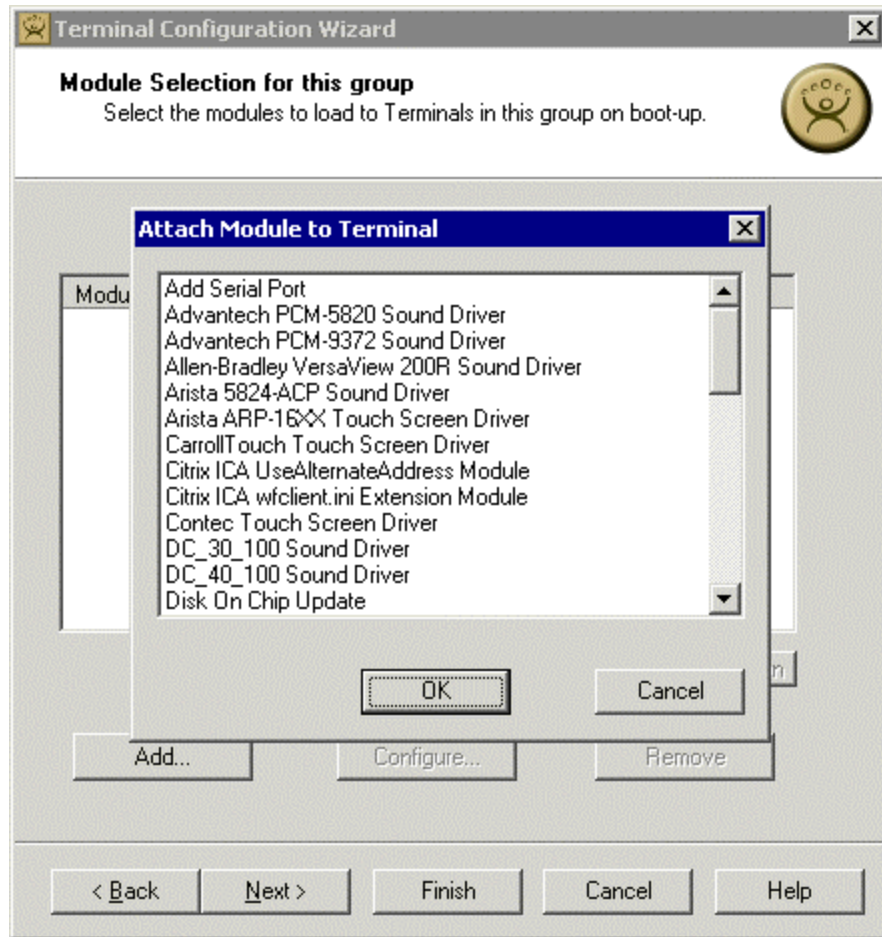 Terminal Configuration Wizard
Module Selection for this group
Select the modules to load to Terminals in this group on boot-up.
Attach Module to Terminal
Modu
Add Serial Port
Advantech PCM-5820 Sound Driver
Advantech PCM-9372 Sound Driver
Allen-Bradley VersaView 200R Sound Driver
Arista 5824-ACP Sound Driver
Arista ARP-16XX Touch Screen Driver
CarrollTouch Touch Screen Driver
Citrix ICA UseAlternateAddress Module
Citrix ICA wfclient.ini Extension Module
Contec Touch Screen Driver
DC_30_100 Sound Driver
DC_40_100 Sound Driver
Disk On Chip Update
OK Cancel
n
Add... Configure... Remove
< Back Next > Finish Cancel Help